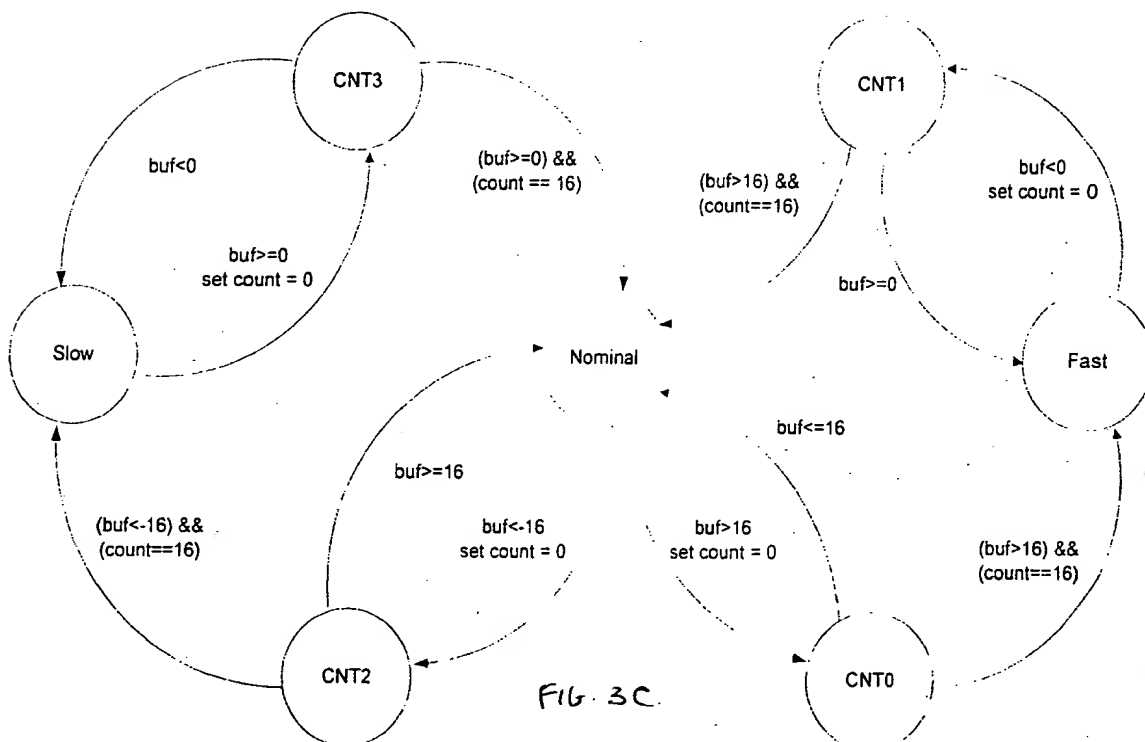 CNT3
CNT1
buf<0
(buf>=0) &&
(count == 16)
(buf>16) &&
(count==16)
buf<0
set count = 0
buf>=0
set count = 0
buf>=0
Slow
Nominal
Fast
buf<=16
buf>=16
(buf<-16) &&
(count==16)
buf<-16
set count = 0
buf>16
set count = 0
(buf>16) &&
(count==16)
CNT2
CNT0
FIG. 3C.